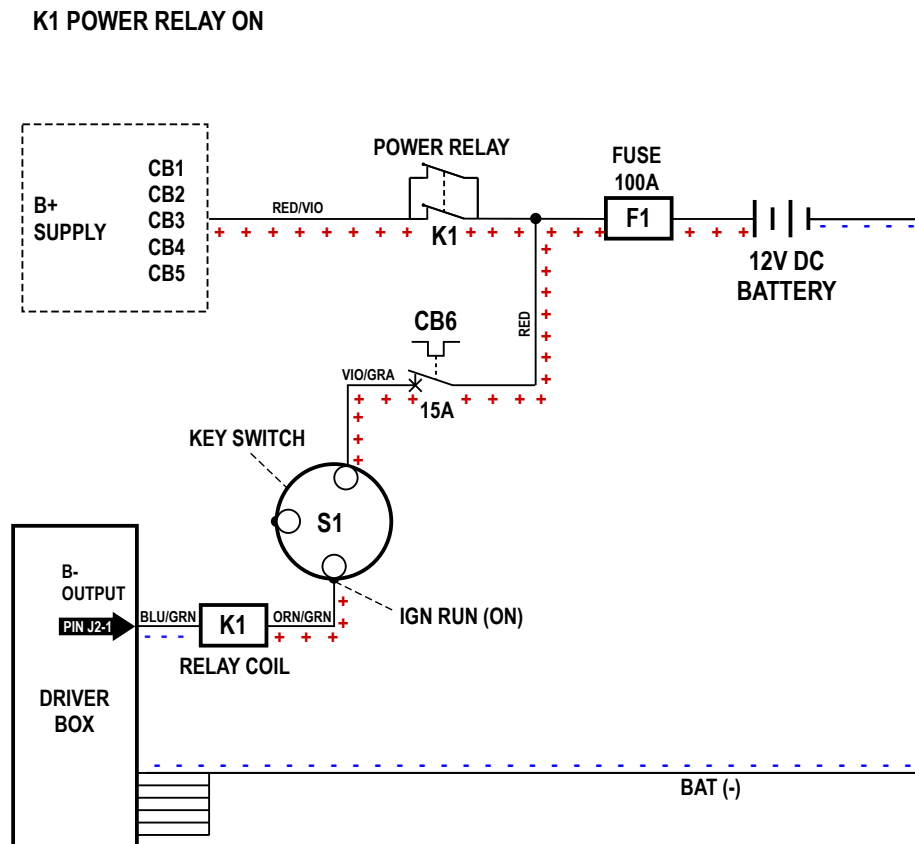 K1 POWER RELAY ON
POWER RELAY
FUSE
100A
B+
SUPPLY
CB1
CB2
CB3
CB4
CB5
RED/VIO
K1
F1
12V DC
BATTERY
RED
CB6
VIO/GRA
15A
KEY SWITCH
S1
B-
OUTPUT
PIN J2-1
BLU/GRN
K1
ORN/GRN
IGN RUN (ON)
RELAY COIL
DRIVER
BOX
BAT (-)